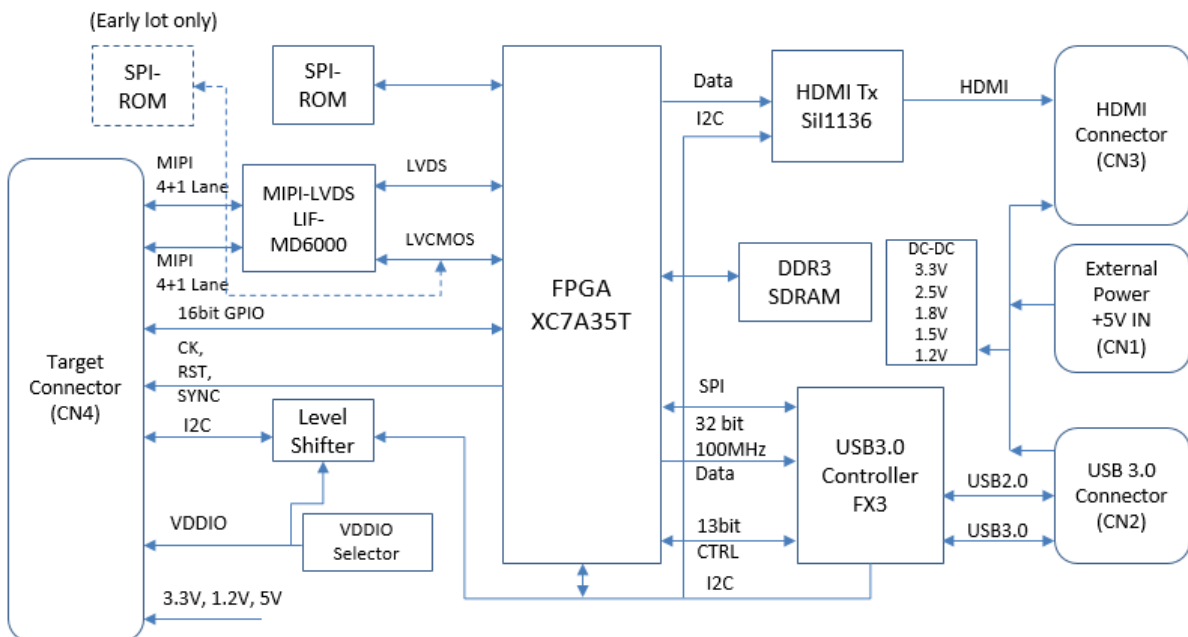 (Early lot only)
SPI-
ROM
SPI-
ROM
MIPI
4+1 Lane
MIPI-LVDS
LIF-
MD6000
LVDS
LVCMOS
MIPI
4+1 Lane
16bit GPIO
CK,
RST,
SYNC
Target
Connector
(CN4)
I2C
Level
Shifter
VDDIO
VDDIO
Selector
3.3V, 1.2V, 5V
FPGA
XC7A35T
Data
I2C
HDMI Tx
SiI1136
HDMI
HDMI
Connector
(CN3)
DDR3
SDRAM
DC-DC
3.3V
2.5V
1.8V
1.5V
1.2V
External
Power
+5V IN
(CN1)
SPI
32 bit
100MHz
Data
13bit
CTRL
I2C
USB3.0
Controller
FX3
USB2.0
USB3.0
USB 3.0
Connector
(CN2)